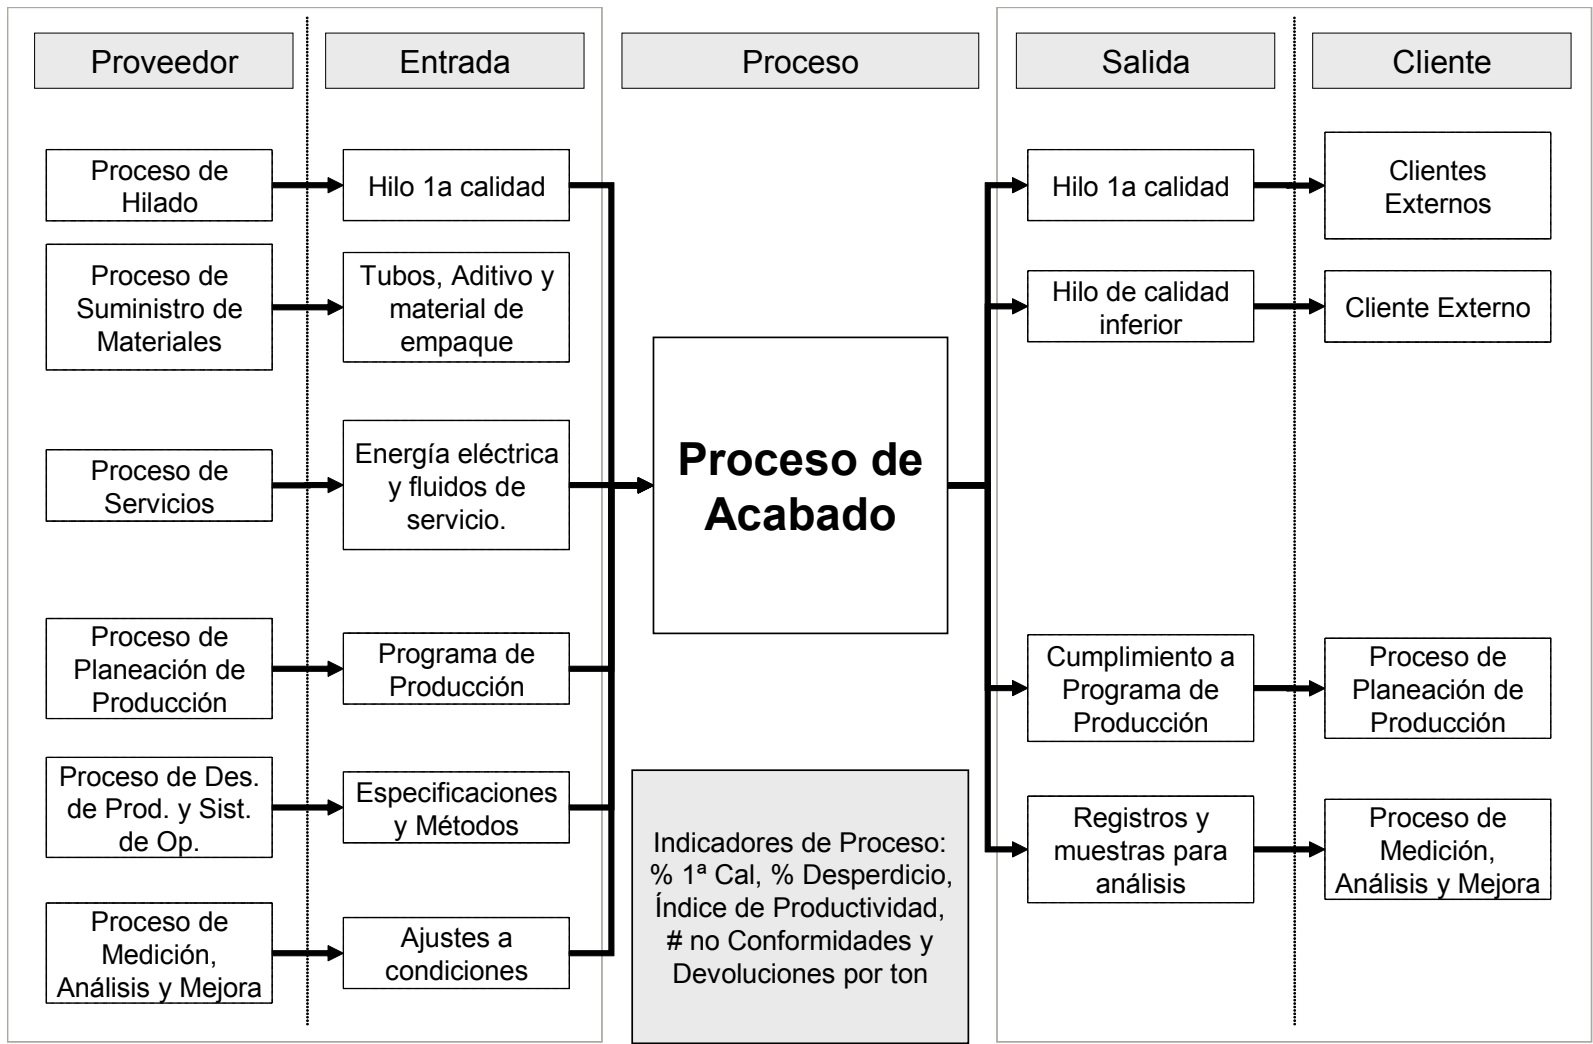 Proveedor
Entrada
Proceso
Salida
Cliente
Proceso de
Hilado
Hilo 1a calidad
Hilo 1a calidad
Clientes
Externos
Proceso de
Suministro de
Materiales
Tubos, Aditivo y
material de
empaque
Hilo de calidad
inferior
Cliente Externo
Proceso de
Servicios
Energía eléctrica
y fluidos de
servicio.
Proceso de
Acabado
Proceso de
Planeación de
Producción
Programa de
Producción
Cumplimiento a
Programa de
Producción
Proceso de
Planeación de
Producción
Proceso de Des.
de Prod. y Sist.
de Op.
Especificaciones
y Métodos
Indicadores de Proceso:
% 1ª Cal, % Desperdicio,
Índice de Productividad,
# no Conformidades y
Devoluciones por ton
Registros y
muestras para
análisis
Proceso de
Medición,
Análisis y Mejora
Proceso de
Medición,
Análisis y Mejora
Ajustes a
condiciones